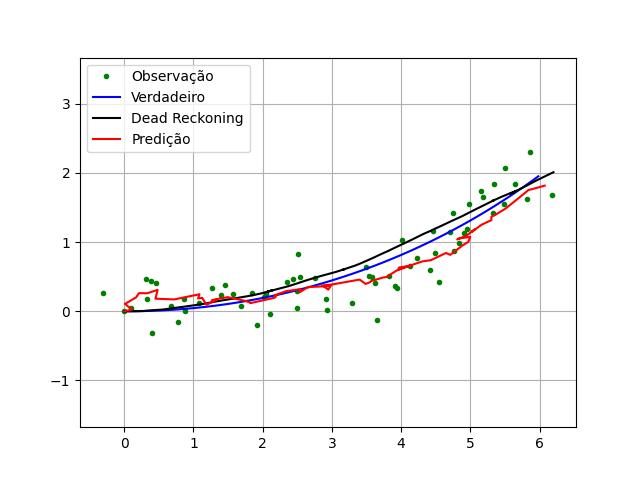 Observação
Verdadeiro
Dead Reckoning
Predição
3
2
1
0
−1
0 1 2 3 4 5 6